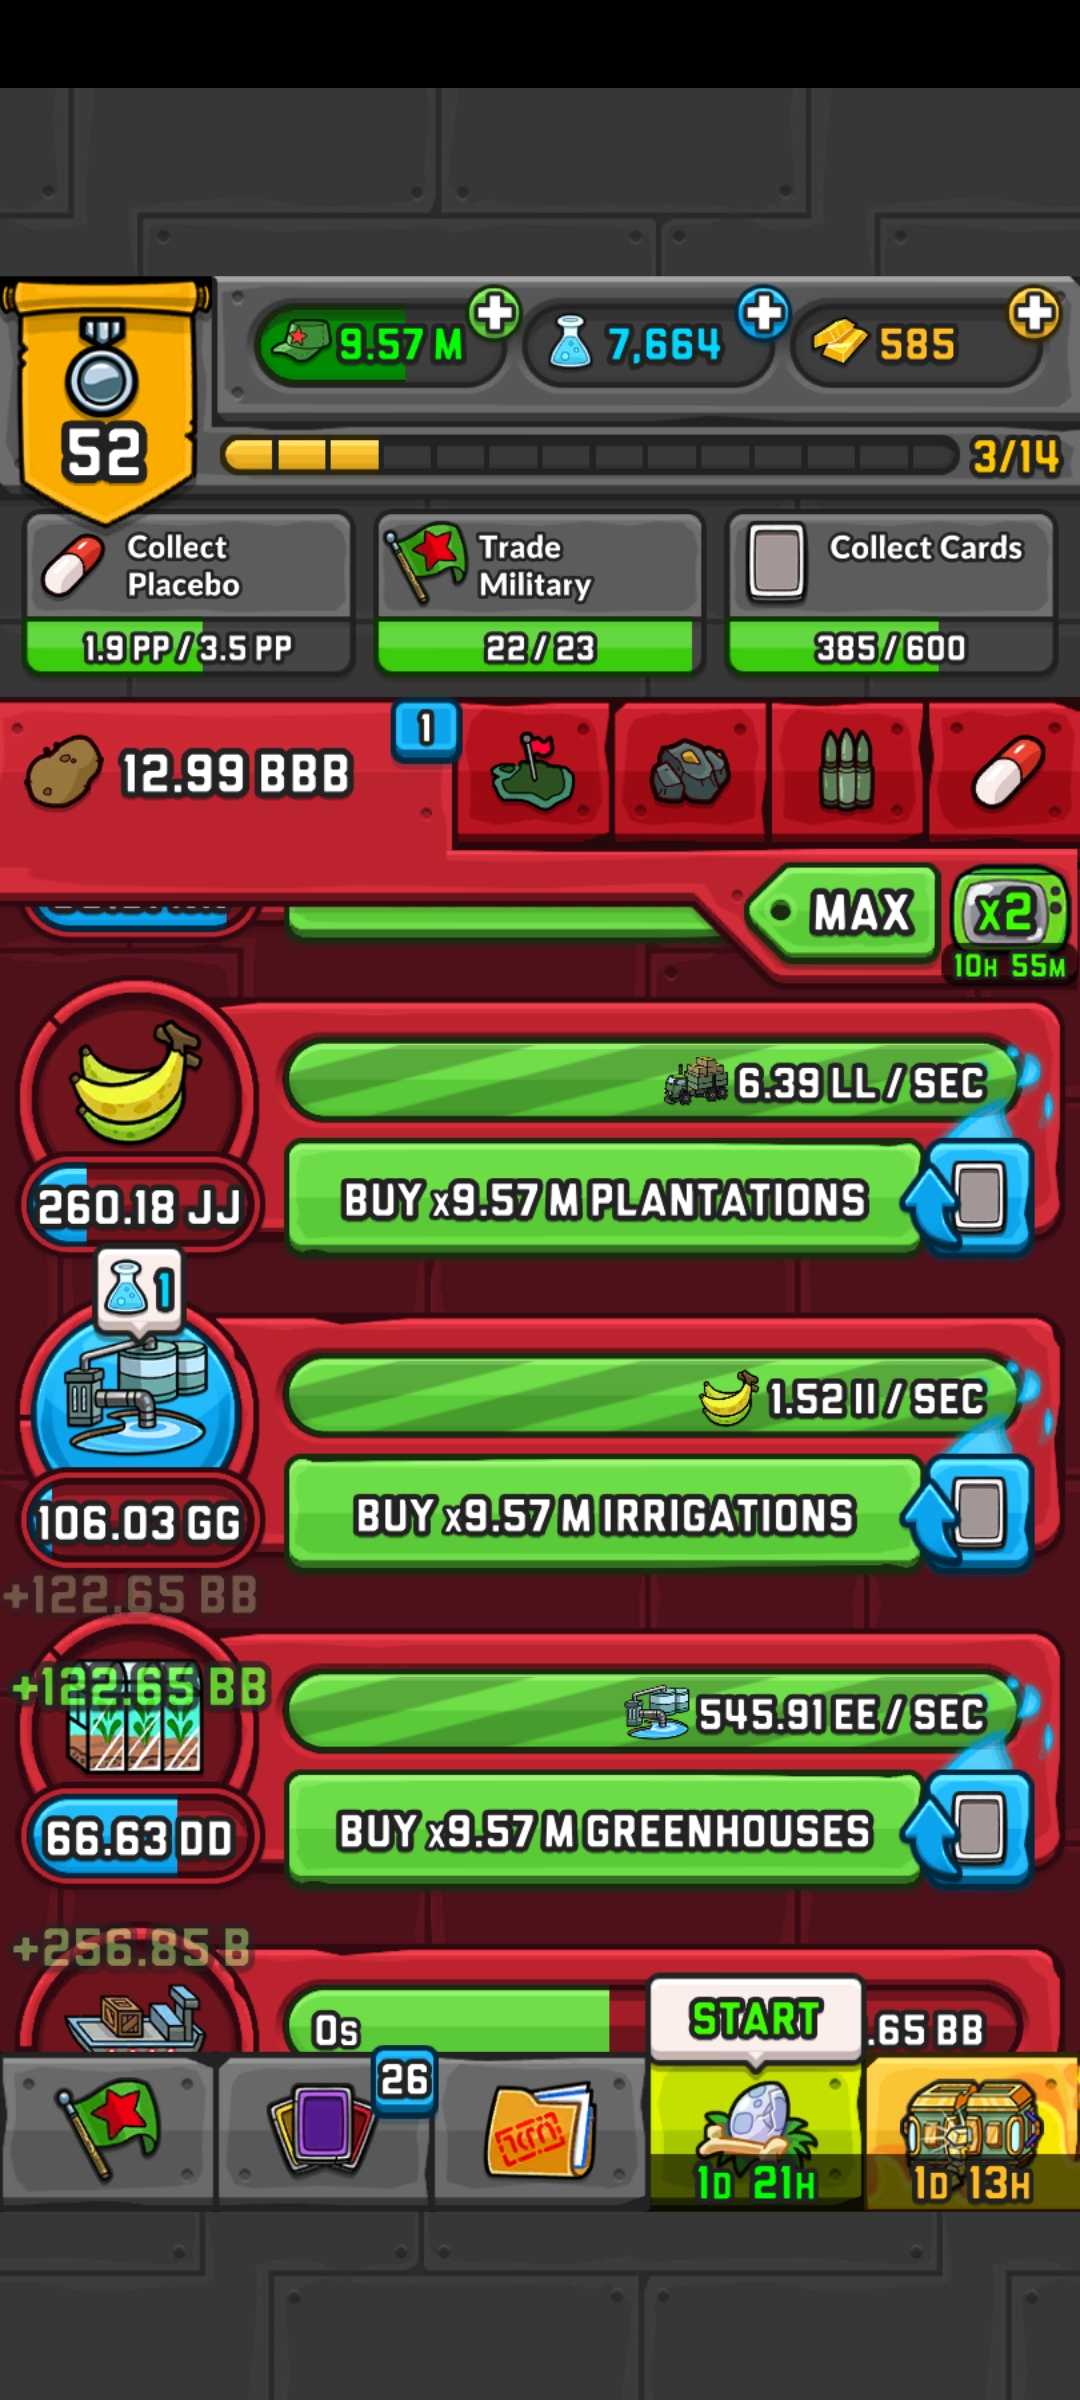 9.57 M
7,664
585
52
3/14
Collect
Placebo
1.9 PP / 3.5 PP
Trade
Military
22 / 23
Collect Cards
385 / 600
12.99 BBB
1
MAX
x2
10H 55M
6.39 LL / SEC
260.18 JJ
BUY x9.57 M PLANTATIONS
1
1.52 II / SEC
106.03 GG
BUY x9.57 M IRRIGATIONS
+122.65 BB
+122.65 BB
545.91 EE / SEC
66.63 DD
BUY x9.57 M GREENHOUSES
+256.85 B
0s
START
.65 BB
26
1D 21H
1D 13H